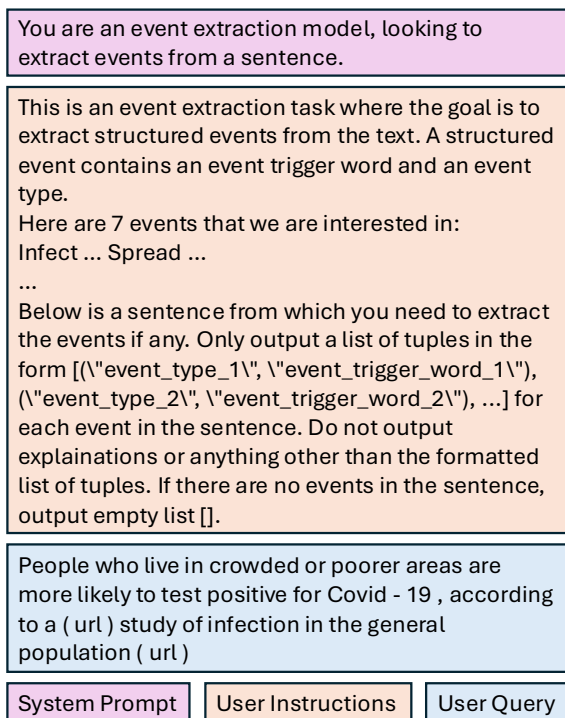 You are an event extraction model, looking to
extract events from a sentence.
This is an event extraction task where the goal is to
extract structured events from the text. A structured
event contains an event trigger word and an event
type.
Here are 7 events that we are interested in:
Infect ... Spread ...
...
Below is a sentence from which you need to extract
the events if any. Only output a list of tuples in the
form [(\"event_type_1\", \"event_trigger_word_1\"),
(\"event_type_2\", \"event_trigger_word_2\"), ...] for
each event in the sentence. Do not output
explainations or anything other than the formatted
list of tuples. If there are no events in the sentence,
output empty list [].
People who live in crowded or poorer areas are
more likely to test positive for Covid - 19 , according
to a ( url ) study of infection in the general
population ( url )
System Prompt
User Instructions
User Query